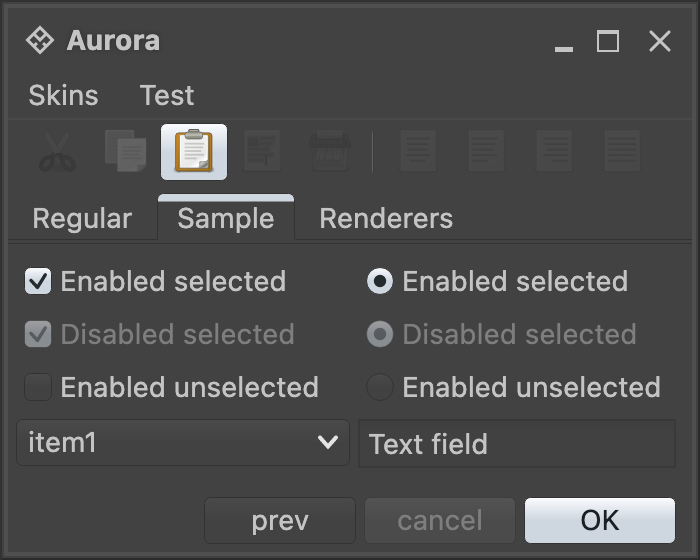 Aurora
Skins Test
Regular Sample Renderers
Enabled selected Enabled selected
Disabled selected Disabled selected
Enabled unselected Enabled unselected
item1 Text field
prev cancel OK